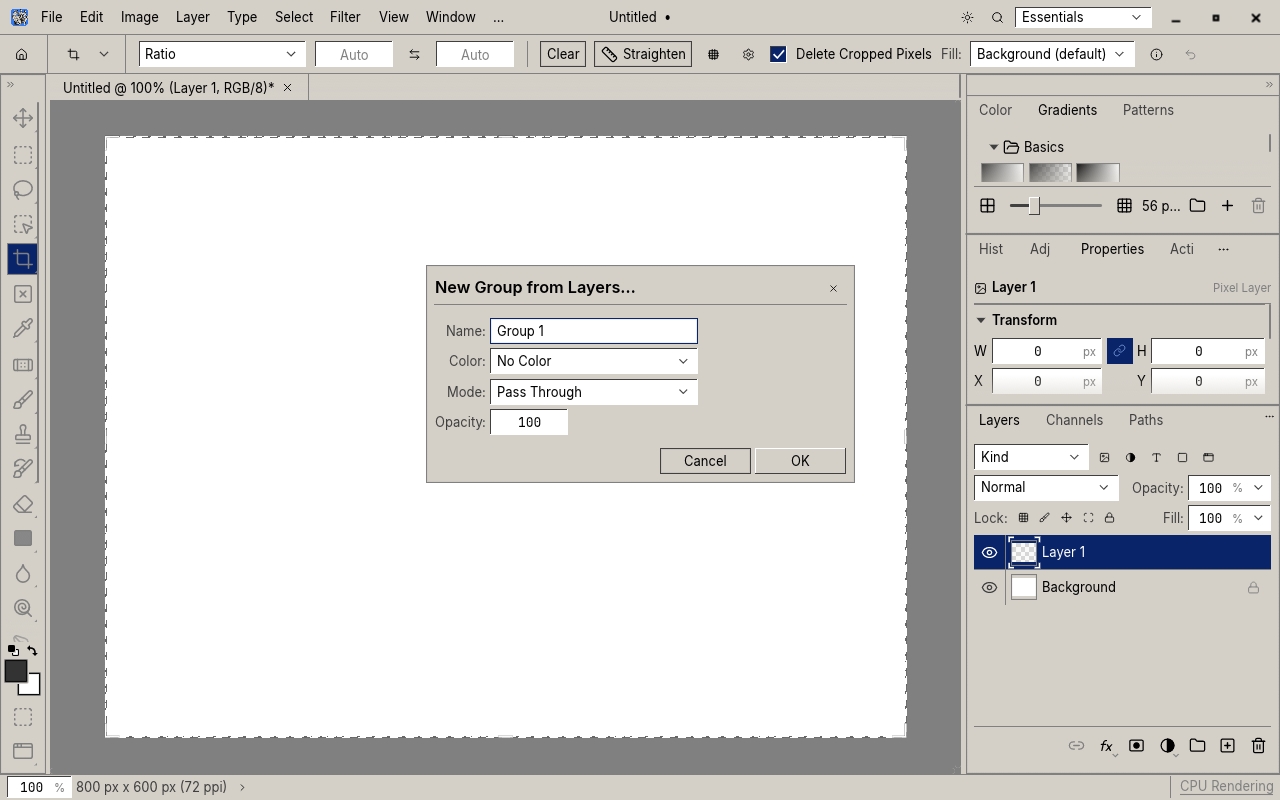 File Edit Image Layer Type Select Filter View Window ... Untitled • Essentials
Ratio Auto Auto Clear Straighten Delete Cropped Pixels Fill: Background (default)
Untitled @ 100% (Layer 1, RGB/8)*
Color Gradients Patterns
Basics
56 p...
Hist Adj Properties Acti
Layer 1 Pixel Layer
Transform
W 0 px H 0 px
X 0 px Y 0 px
New Group from Layers...
Name: Group 1
Color: No Color
Mode: Pass Through
Opacity: 100
Cancel OK
Layers Channels Paths
Kind
Normal Opacity: 100 %
Lock: Fill: 100 %
Layer 1
Background
fx
100 % 800 px x 600 px (72 ppi) CPU Rendering